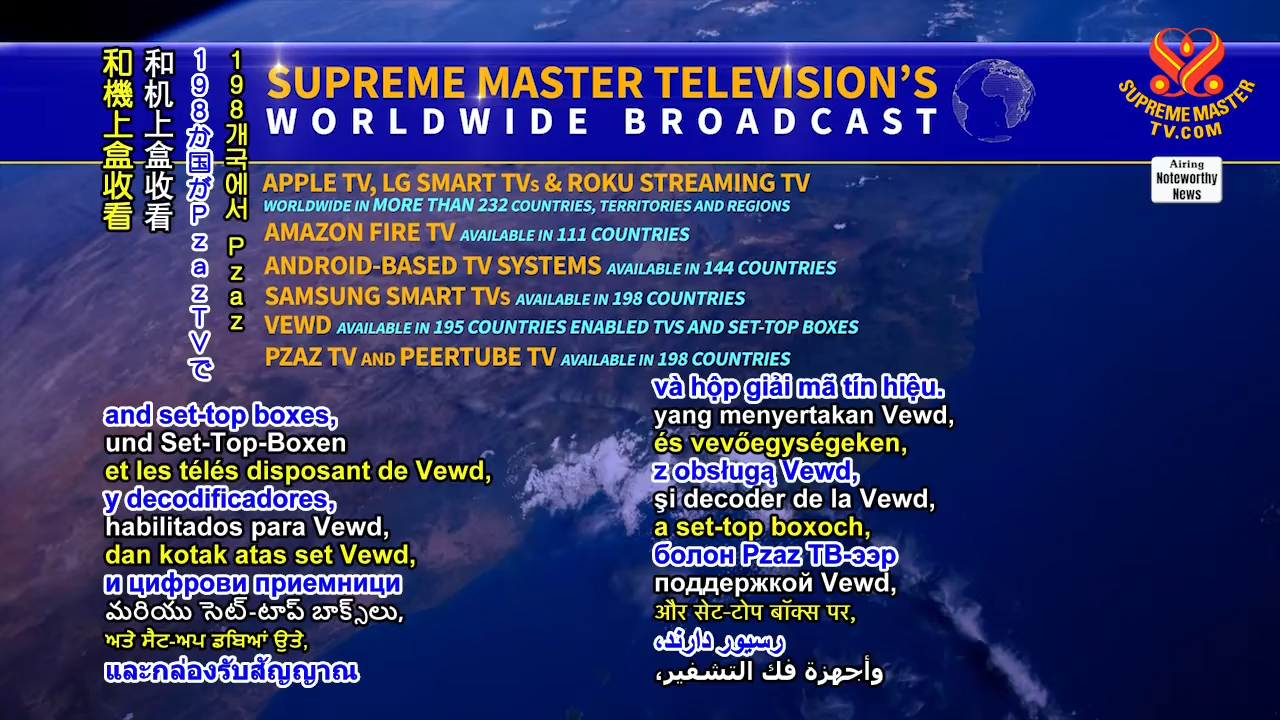 和機上盒收看
和机上盒收看
198か国がPzazTVで
198개국에서 Pzaz
SUPREME MASTER TELEVISION'S
WORLDWIDE BROADCAST
SUPREME MASTER
TV.COM
Airing
Noteworthy
News
APPLE TV, LG SMART TVs & ROKU STREAMING TV
WORLDWIDE IN MORE THAN 232 COUNTRIES, TERRITORIES AND REGIONS
AMAZON FIRE TV AVAILABLE IN 111 COUNTRIES
ANDROID-BASED TV SYSTEMS AVAILABLE IN 144 COUNTRIES
SAMSUNG SMART TVs AVAILABLE IN 198 COUNTRIES
VEWD AVAILABLE IN 195 COUNTRIES ENABLED TVS AND SET-TOP BOXES
PZAZ TV AND PEERTUBE TV AVAILABLE IN 198 COUNTRIES
and set-top boxes,
und Set-Top-Boxen
et les télés disposant de Vewd,
y decodificadores,
habilitados para Vewd,
dan kotak atas set Vewd,
и цифрови приемници
మరియు సెట్-టాప్ బాక్స్‌లు,
ਅਤੇ ਸੈਟ-ਅਪ ਡਬਿਆਂ ਉਤੇ,
และกล่องรับสัญญาณ
và hộp giải mã tín hiệu.
yang menyertakan Vewd,
és vevőegységeken,
z obsługą Vewd,
şi decoder de la Vewd,
a set-top boxoch,
болон Pzaz ТВ-ээр
поддержкой Vewd,
और सेट-टोप बॉक्स पर,
رسیور دارند،
وأجهزة فك التشفير،